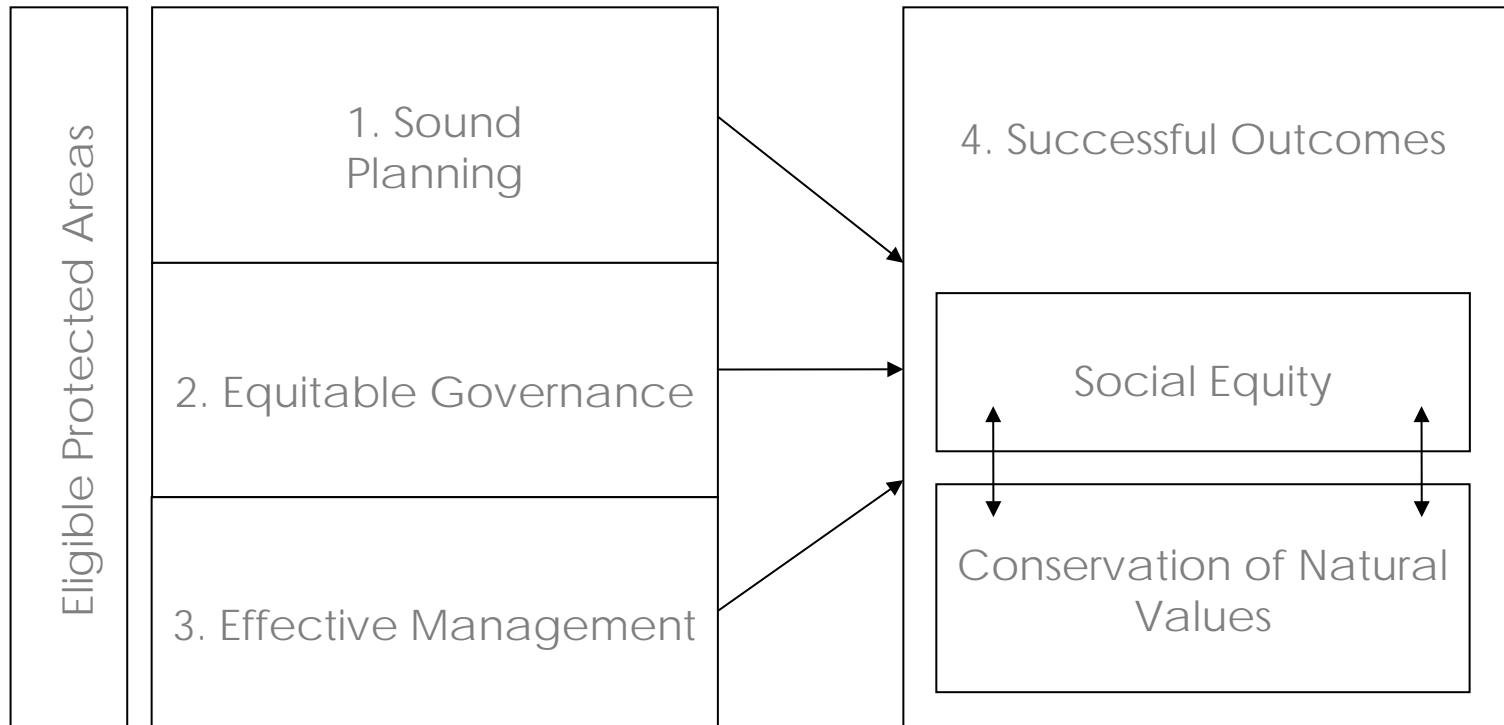 Eligible Protected Areas
1. Sound
Planning
2. Equitable Governance
3. Effective Management
4. Successful Outcomes
Social Equity
Conservation of Natural
Values